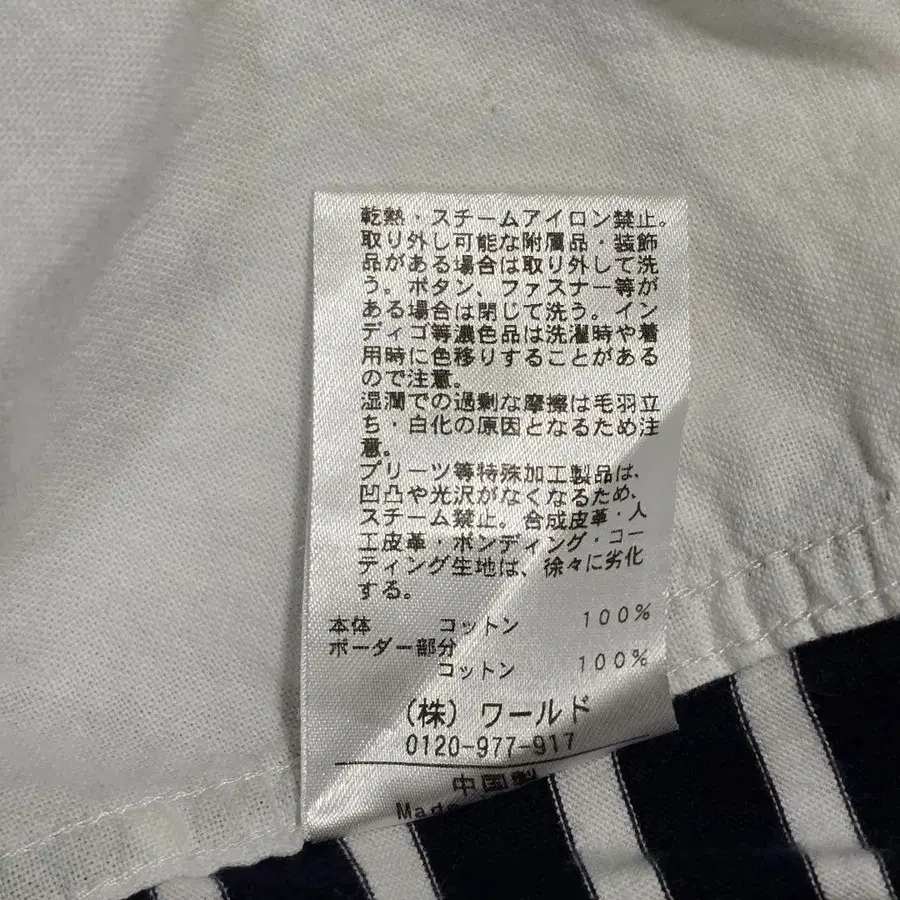 乾熱・スチームアイロン禁止。
取り外し可能な附属品・装飾
品がある場合は取り外して洗
う。ボタン、ファスナー等が
ある場合は閉じて洗う。イン
ディゴ等濃色品は洗濯時や着
用時に色移りすることがある
ので注意。
湿潤での過剰な摩擦は毛羽立
ち・白化の原因となるため注
意。
プリーツ等特殊加工製品は、
凹凸や光沢がなくなるため、
スチーム禁止。合成皮革・人
工皮革・ボンディング・コー
ティング生地は、徐々に劣化
する。
本体 コットン 100%
ボーダー部分
コットン 100%
(株) ワールド
0120-977-917
中国製
Made